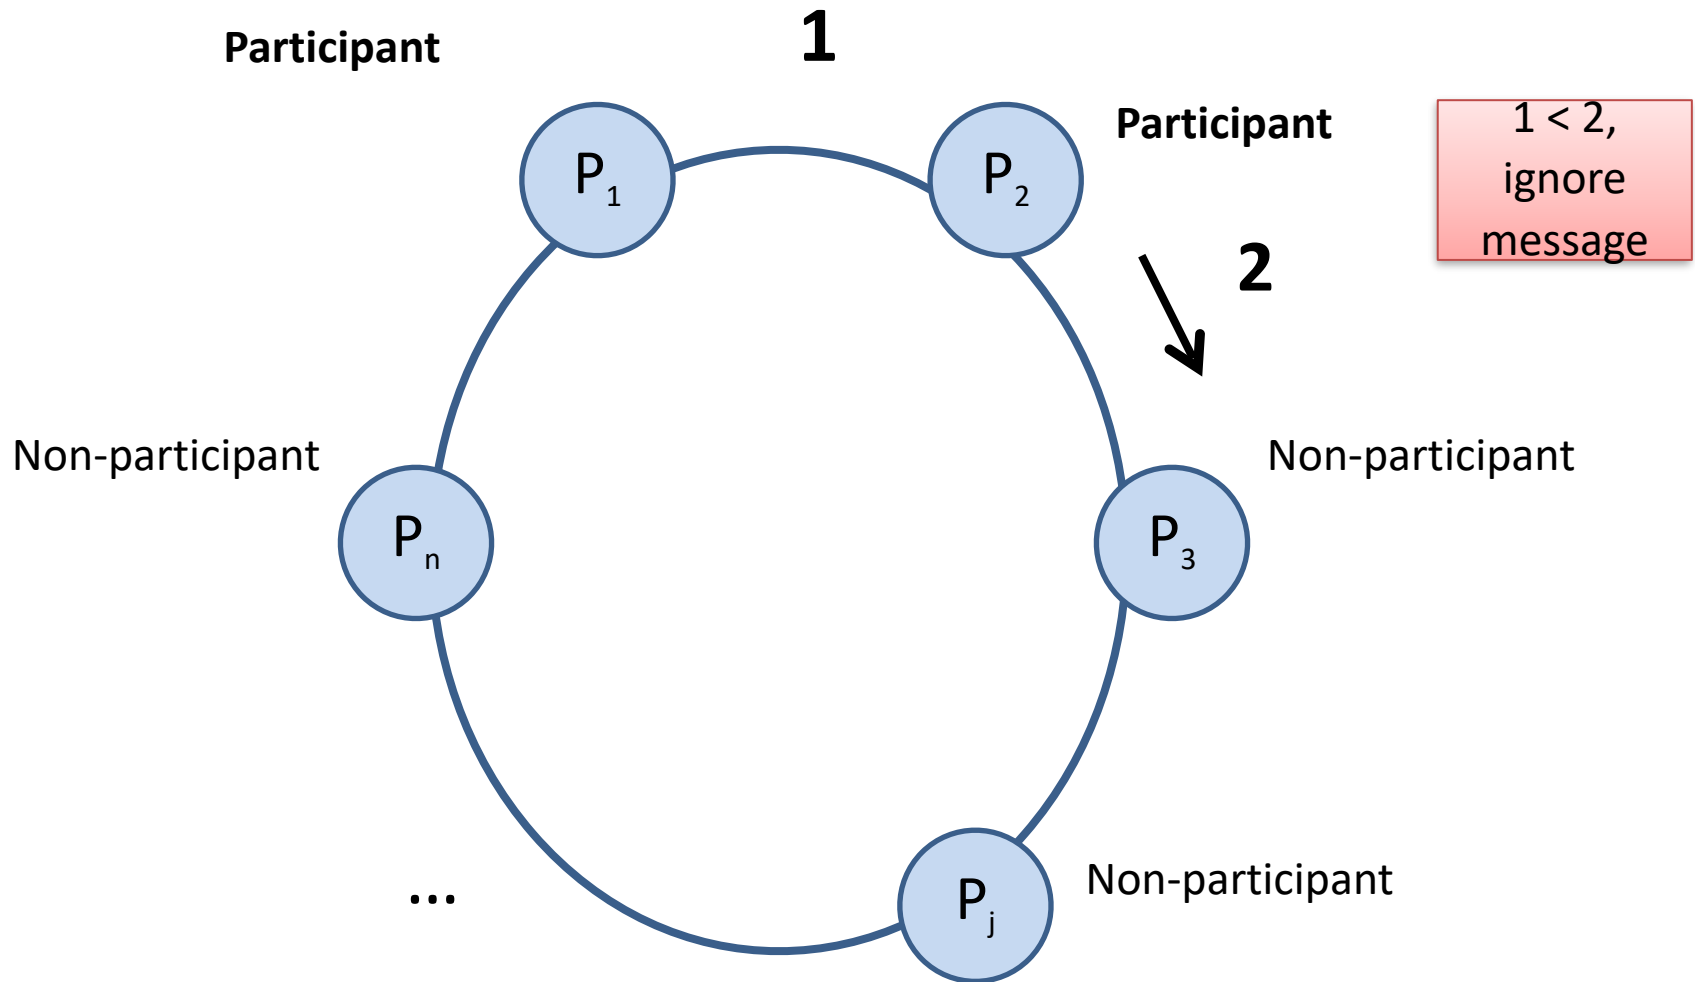 Participant
1
Participant
1 < 2,
ignore
message
P1
P2
2
Non-participant
Non-participant
Pn
P3
...
Pj
Non-participant